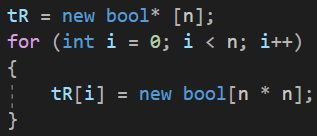 tR = new bool* [n];
for (int i = 0; i < n; i++)
{
    tR[i] = new bool[n * n];
}